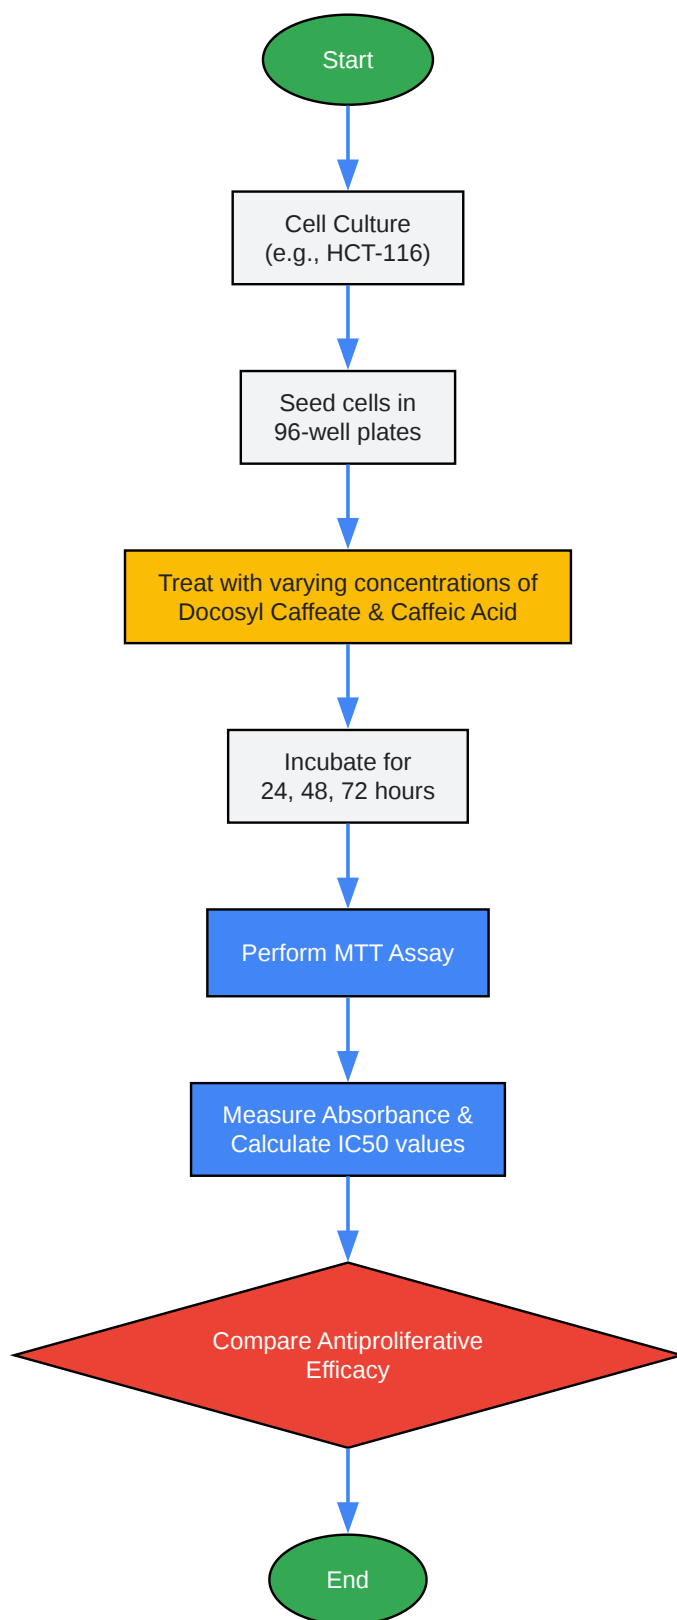 Start
Cell Culture
(e.g., HCT-116)
Seed cells in
96-well plates
Treat with varying concentrations of
Docosyl Caffeate & Caffeic Acid
Incubate for
24, 48, 72 hours
Perform MTT Assay
Measure Absorbance &
Calculate IC50 values
Compare Antiproliferative
Efficacy
End